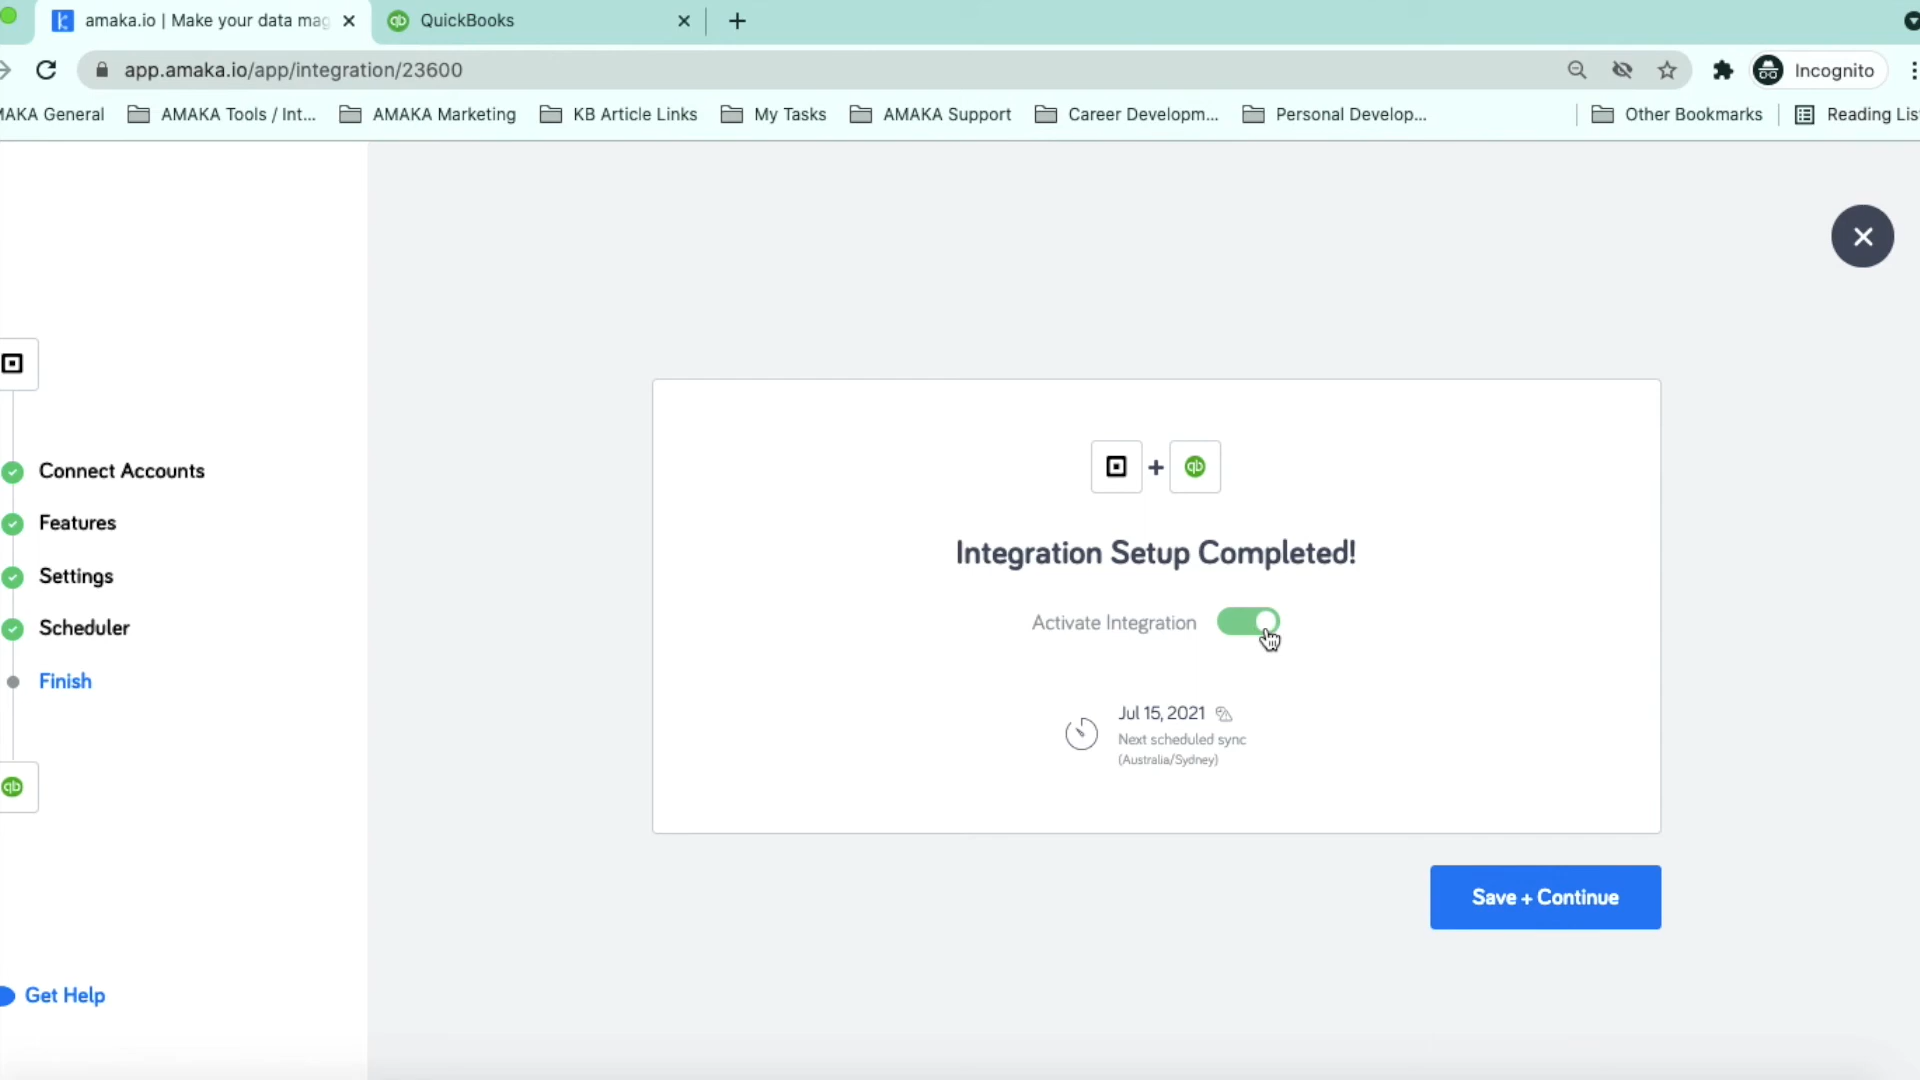 amaka.io | Make your data mag
QuickBooks
app.amaka.io/app/integration/23600
Incognito
MAKA General
AMAKA Tools / Int...
AMAKA Marketing
KB Article Links
My Tasks
AMAKA Support
Career Developm...
Personal Develop...
Other Bookmarks
Reading Lis
Connect Accounts
Features
Settings
Scheduler
Finish
qb
Get Help
+
qb
Integration Setup Completed!
Activate Integration
Jul 15, 2021
Next scheduled sync
(Australia/Sydney)
Save + Continue